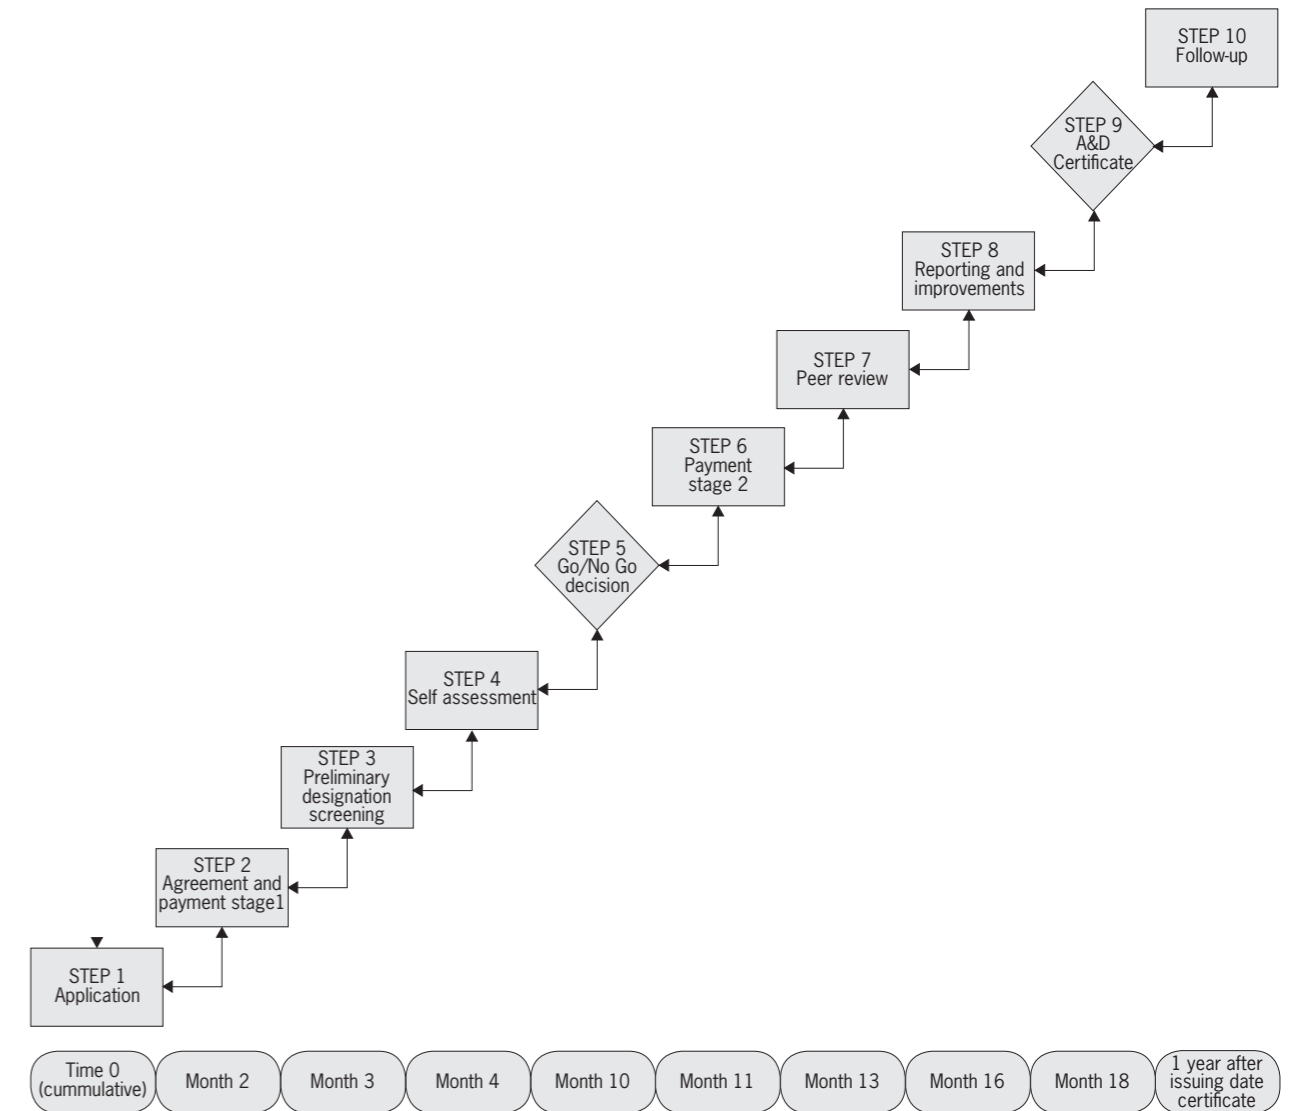 STEP 10
Follow-up
STEP 9
A&D
Certificate
STEP 8
Reporting and
improvements
STEP 7
Peer review
STEP 6
Payment
stage 2
STEP 5
Go/No Go
decision
STEP 4
Self assessment
STEP 3
Preliminary
designation
screening
STEP 2
Agreement and
payment stage1
STEP 1
Application
Time 0
(cummulative)
Month 2
Month 3
Month 4
Month 10
Month 11
Month 13
Month 16
Month 18
1 year after
issuing date
certificate